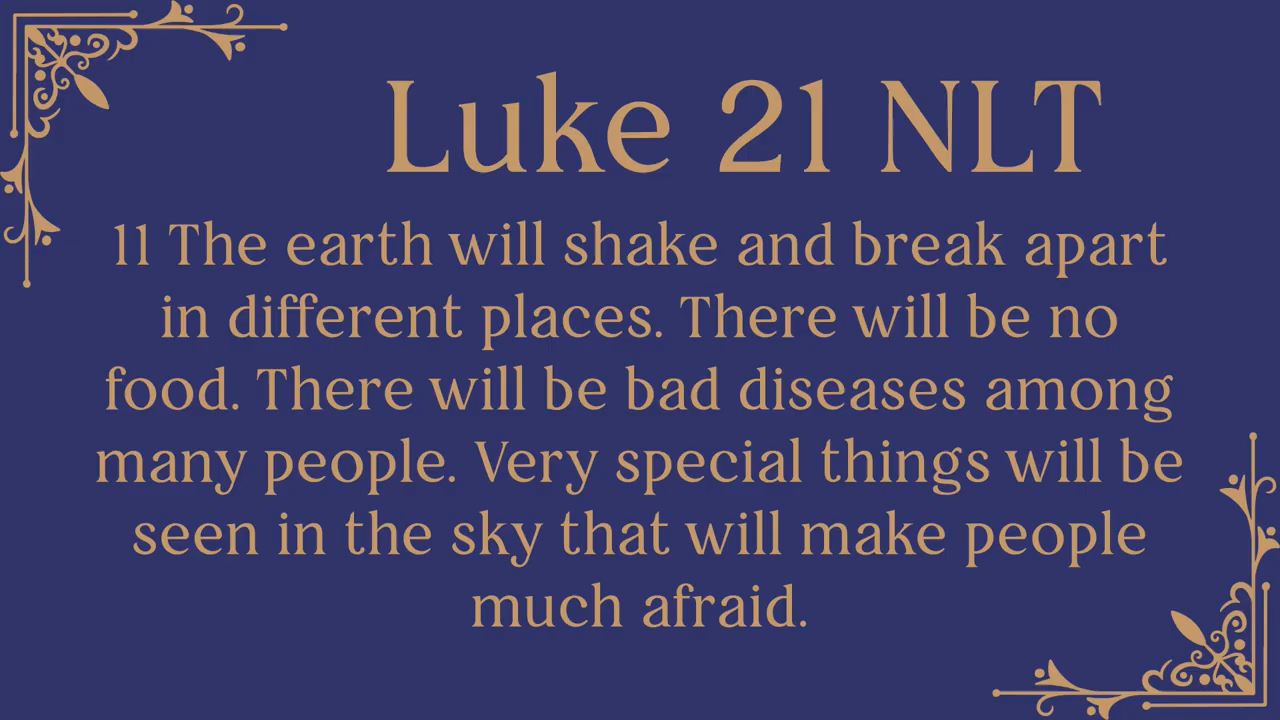 Luke 21 NLT
11 The earth will shake and break apart
in different places. There will be no
food. There will be bad diseases among
many people. Very special things will be
seen in the sky that will make people
much afraid.